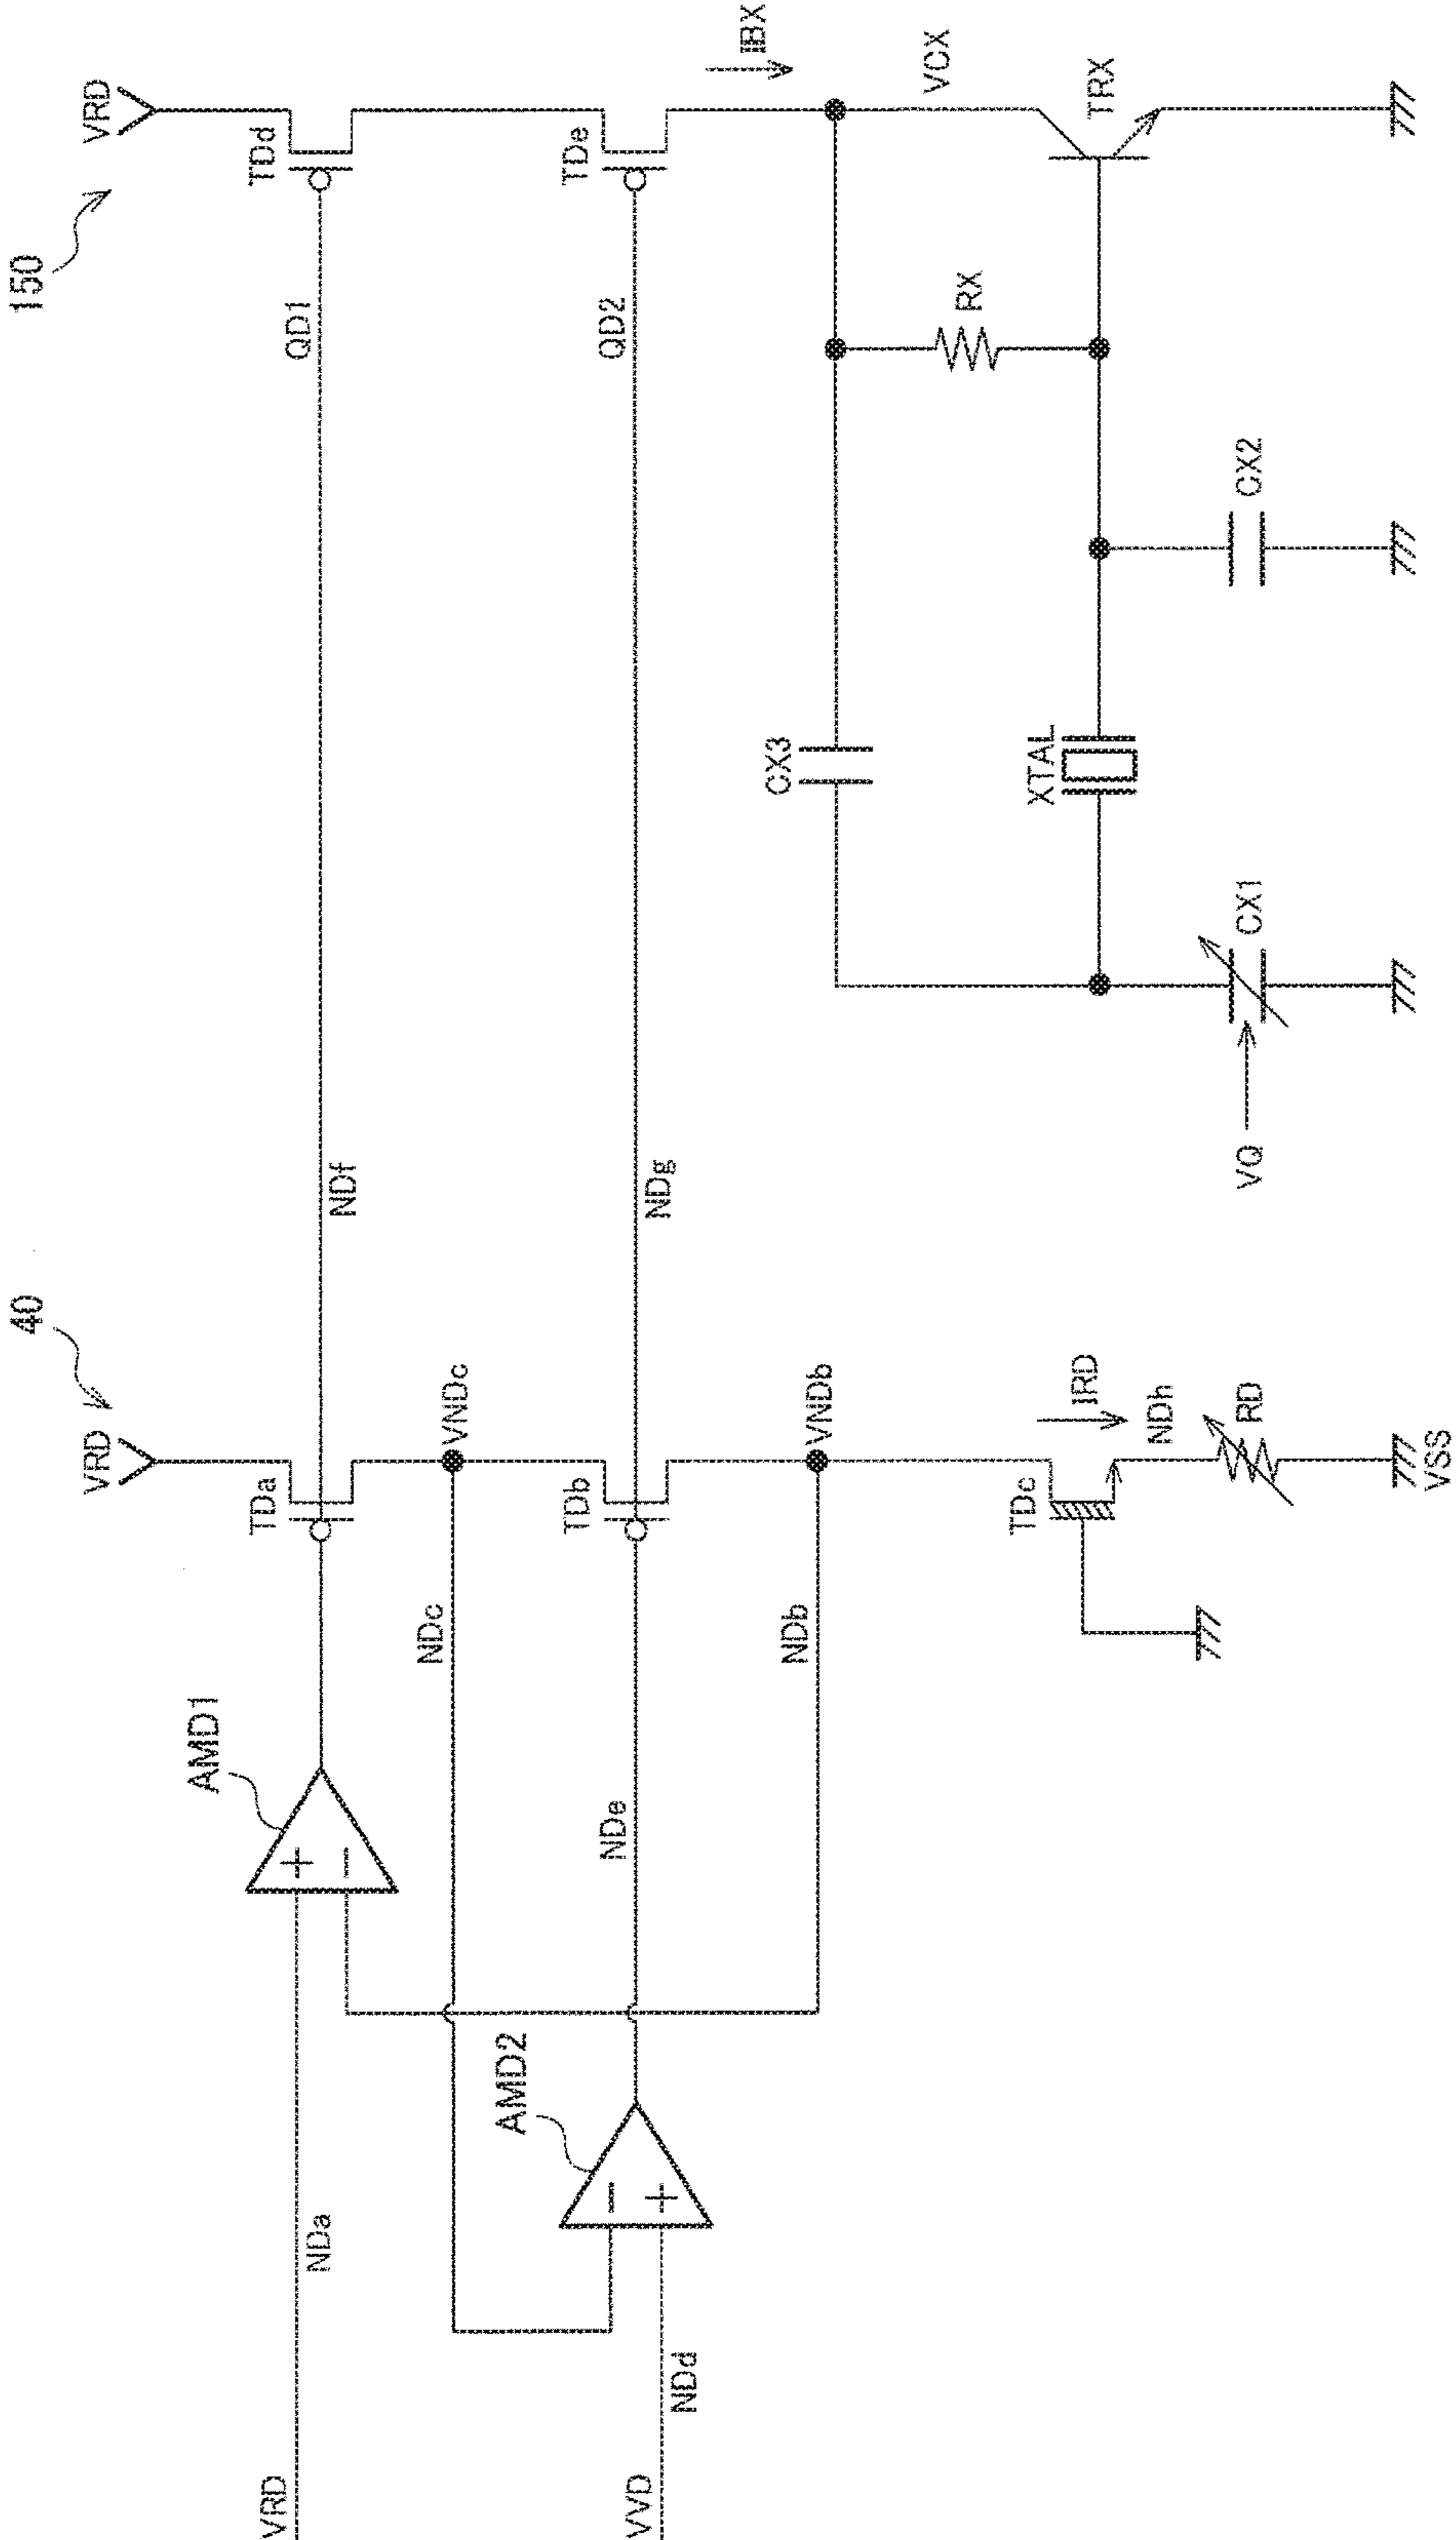 40
150
VRD
VRD
AMD1
TDa
NDf
QD1
TDd
VRD
NDa
VNDc
NDc
AMD2
NDe
TDb
NDg
QD2
TDe
VVD
NDd
IBX
NDb
VNDb
CX3
VCX
RX
IRD
TDc
NDh
XTAL
TRX
RD
VQ
CX1
CX2
VSS
+
−
−
+